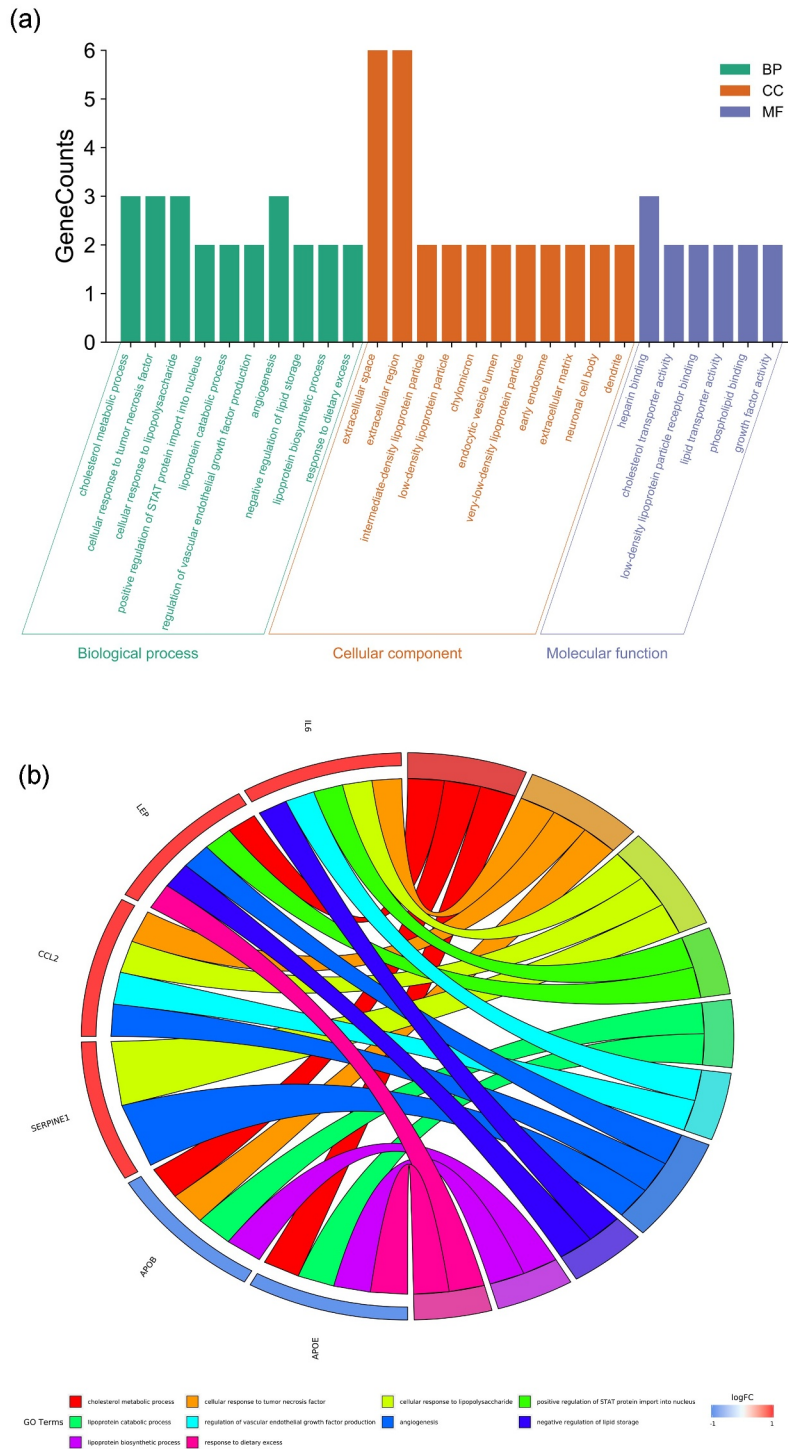 (a)
GeneCounts
6
5
4
3
2
1
0
BP
CC
MF
cholesterol metabolic process
cellular response to tumor necrosis factor
cellular response to lipopolysaccharide
positive regulation of STAT protein import into nucleus
lipoprotein catabolic process
regulation of vascular endothelial growth factor production
angiogenesis
negative regulation of lipid storage
lipoprotein biosynthetic process
response to dietary excess
extracellular space
extracellular region
intermediate-density lipoprotein particle
low-density lipoprotein particle
chylomicron
endocytic vesicle lumen
very-low-density lipoprotein particle
early endosome
extracellular matrix
neuronal cell body
dendrite
heparin binding
cholesterol transporter activity
low-density lipoprotein particle receptor binding
lipid transporter activity
phospholipid binding
growth factor activity
Biological process
Cellular component
Molecular function
(b)
IL6
LEP
CCL2
SERPINE1
APOB
APOE
GO Terms
cholesterol metabolic process
cellular response to tumor necrosis factor
cellular response to lipopolysaccharide
positive regulation of STAT protein import into nucleus
lipoprotein catabolic process
regulation of vascular endothelial growth factor production
angiogenesis
negative regulation of lipid storage
lipoprotein biosynthetic process
response to dietary excess
logFC
-1 1